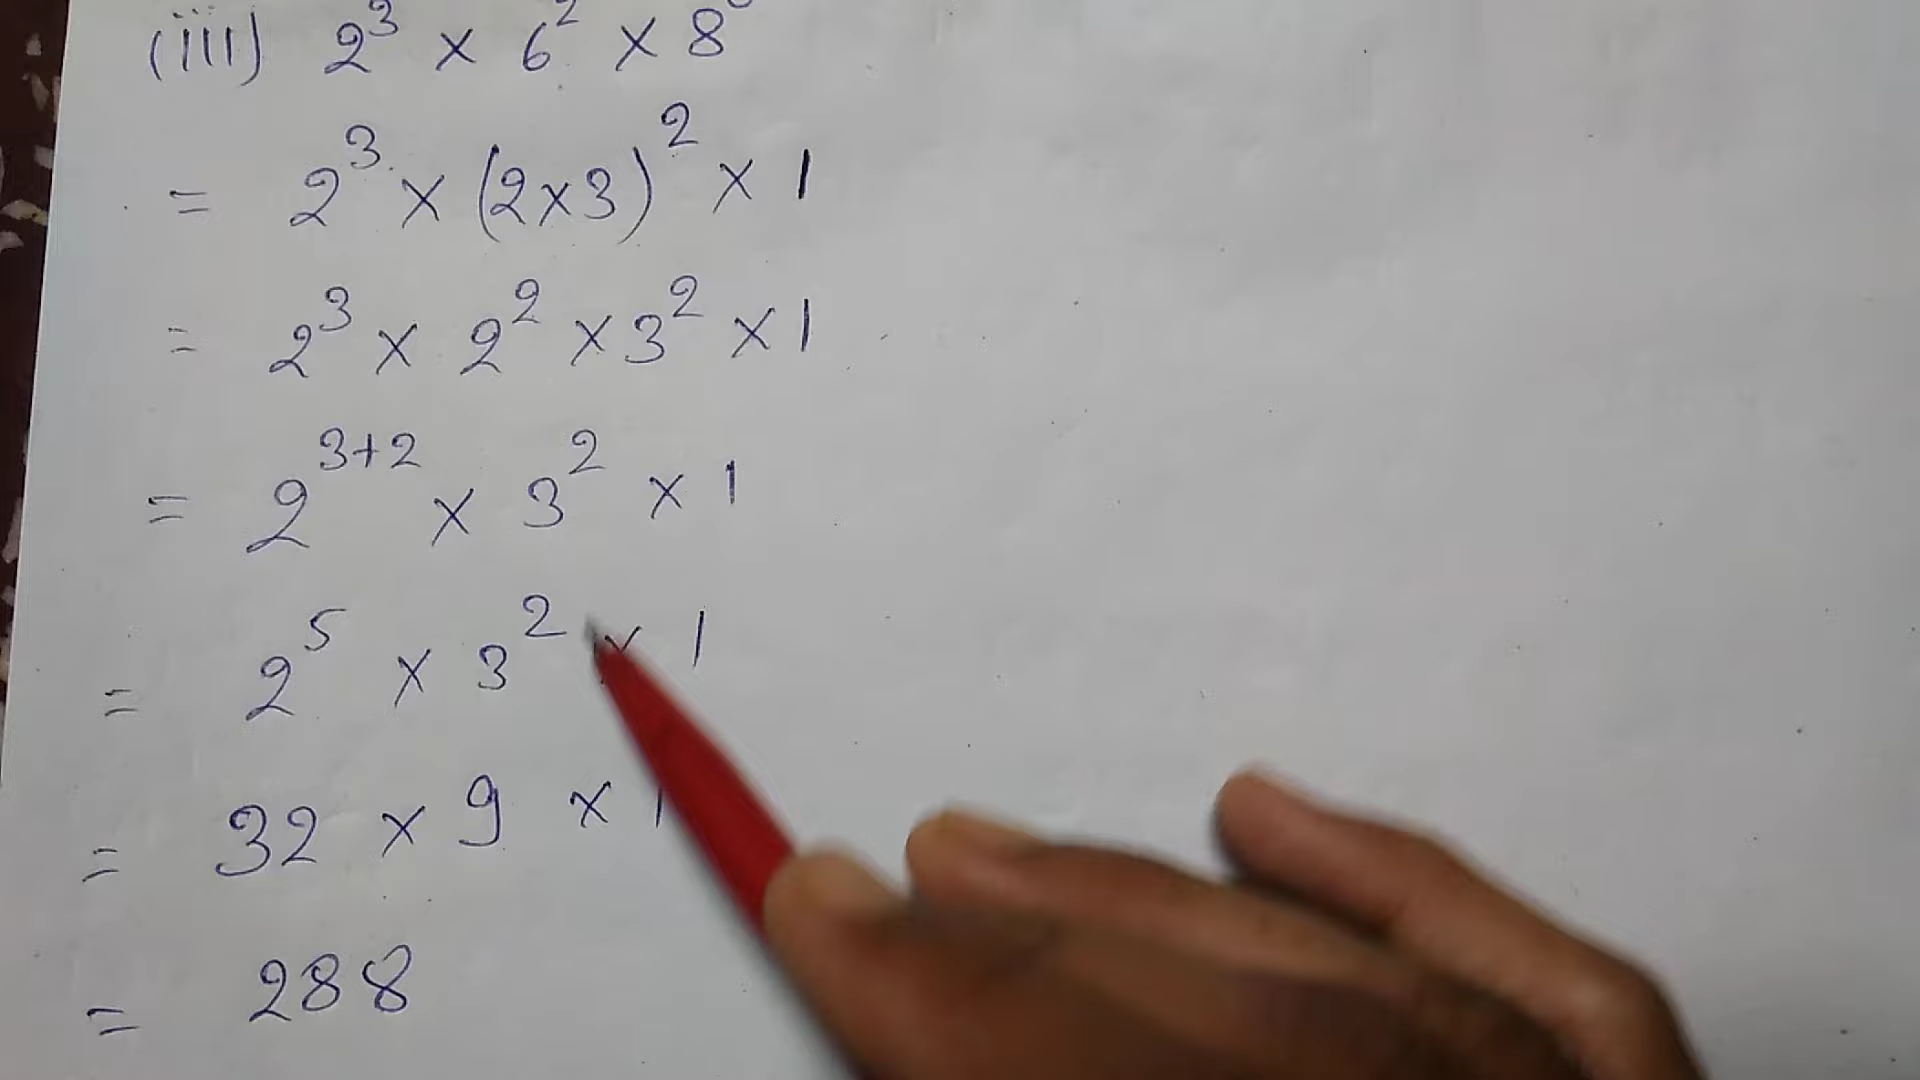 (iii) 2³ × 6² × 8⁰
= 2³ × (2×3)² × 1
= 2³ × 2² × 3² × 1
= 2³⁺² × 3² × 1
= 2⁵ × 3² × 1
= 32 × 9 × 1
= 288